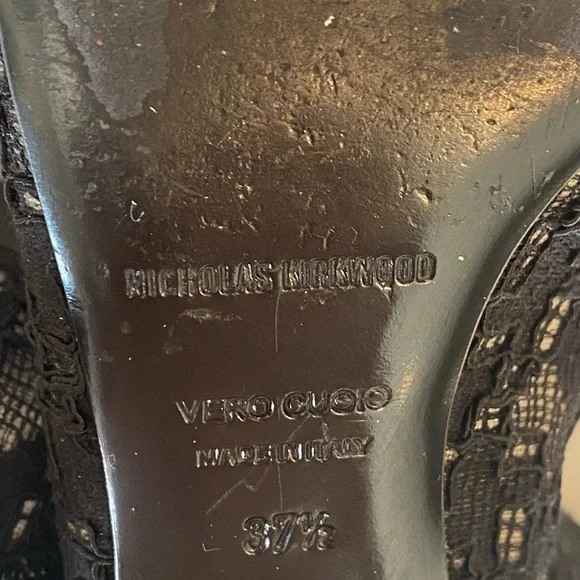 NICHOLAS KIRKWOOD
VERO CUOIO
MADE IN ITALY
37½